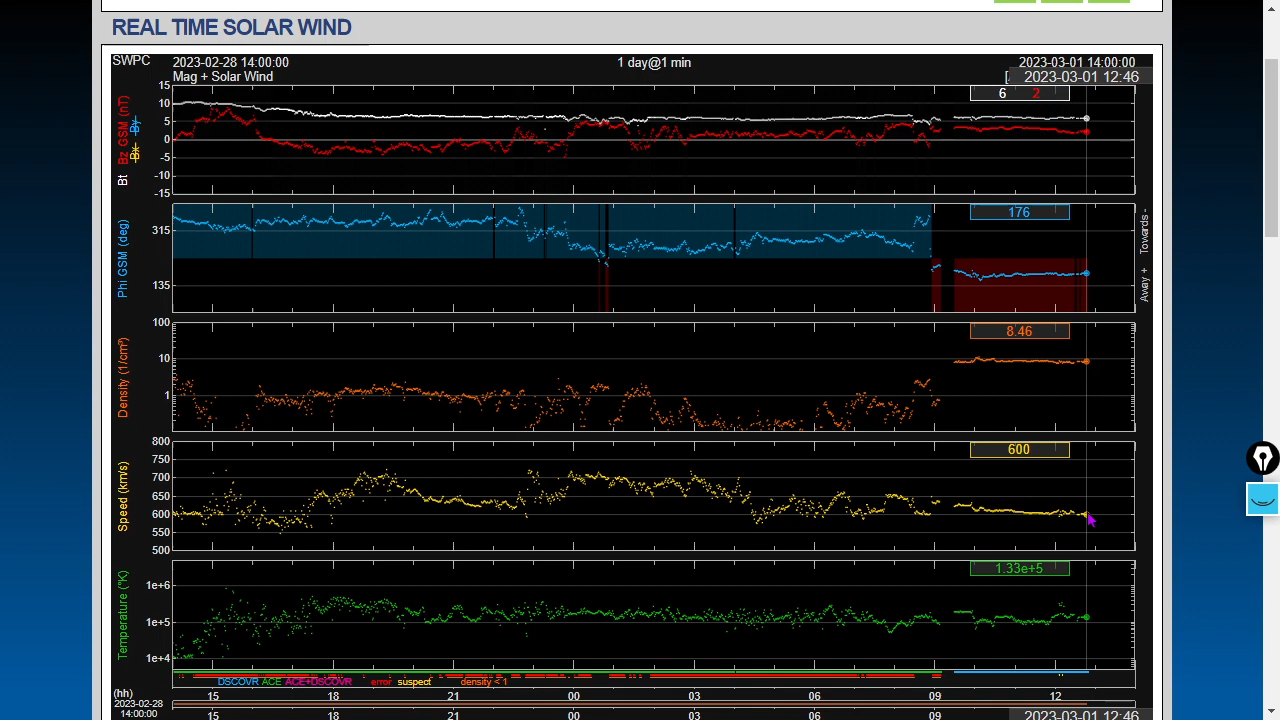 REAL TIME SOLAR WIND
SWPC 2023-02-28 14:00:00 1 day@1 min 2023-03-01 14:00:00
Mag + Solar Wind [ 2023-03-01 12:46
6 2
Bt Bz GSM (nT) Bx By
15
10
5
0
-5
-10
-15
176
Phi GSM (deg)
315
135
Away + Towards -
8.46
Density (1/cm³)
100
10
1
600
Speed (km/s)
800
750
700
650
600
550
500
1.33e+5
Temperature (°K)
1e+6
1e+5
1e+4
DSCOVR ACE ACE+DSCOVR error suspect density < 1
(hh) 15 18 21 00 03 06 09 12
2023-02-28
14:00:00 15 18 21 00 03 06 09 2023-03-01 12:46